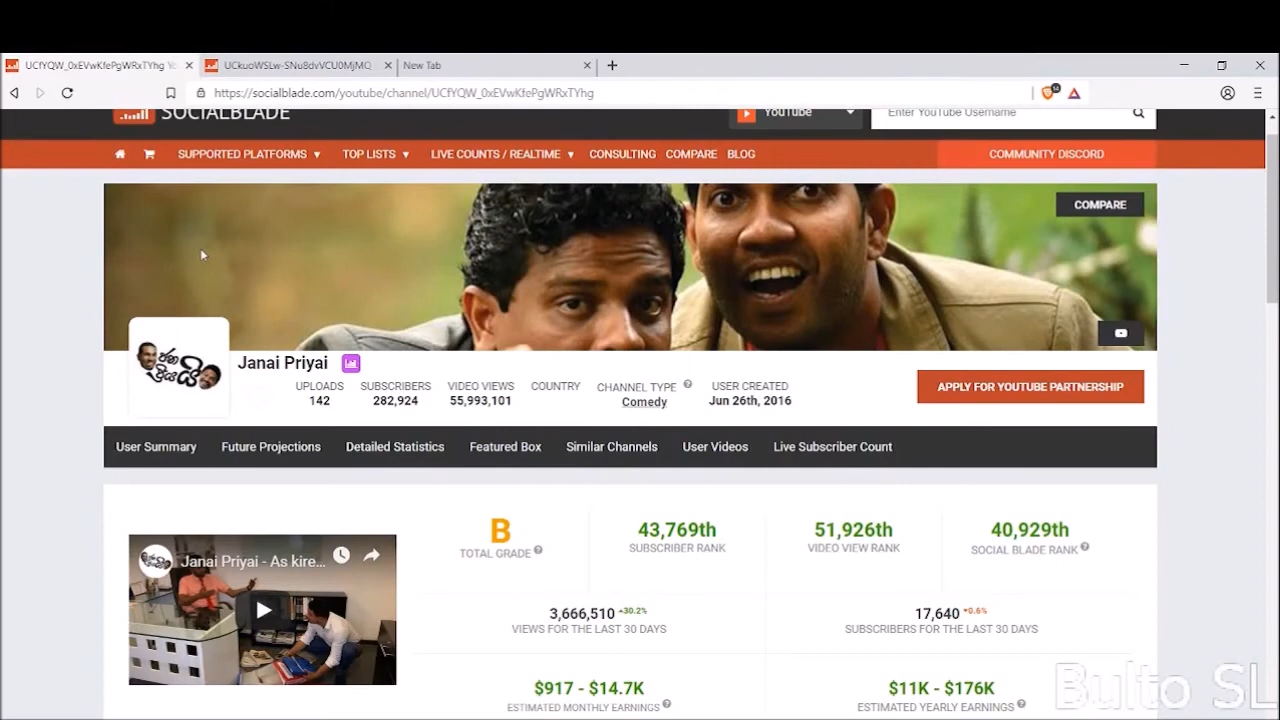 UCfYQW_0xEvWkfePgWRxTYhg Yo
UCkuoWSLw-SNu8dvVCU0MjMQ
New Tab
https://socialblade.com/youtube/channel/UCfYQW_0xEvwKfePgWRxTYhg
SOCIALBLADE
YouTube
Enter YouTube Username
SUPPORTED PLATFORMS
TOP LISTS
LIVE COUNTS / REALTIME
CONSULTING
COMPARE
BLOG
COMMUNITY DISCORD
COMPARE
ජනා
ප්‍රියයි
Janai Priyai
UPLOADS
142
SUBSCRIBERS
282,924
VIDEO VIEWS
55,993,101
COUNTRY
CHANNEL TYPE
Comedy
USER CREATED
Jun 26th, 2016
APPLY FOR YOUTUBE PARTNERSHIP
User Summary
Future Projections
Detailed Statistics
Featured Box
Similar Channels
User Videos
Live Subscriber Count
Janai Priyai - As kire...
B
TOTAL GRADE
43,769th
SUBSCRIBER RANK
51,926th
VIDEO VIEW RANK
40,929th
SOCIAL BLADE RANK
3,666,510 30.2%
VIEWS FOR THE LAST 30 DAYS
17,640 0.6%
SUBSCRIBERS FOR THE LAST 30 DAYS
$917 - $14.7K
ESTIMATED MONTHLY EARNINGS
$11K - $176K
ESTIMATED YEARLY EARNINGS
Bulto SL